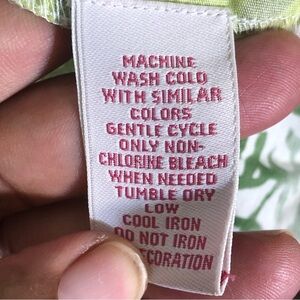 MACHINE
WASH COLD
WITH SIMILAR
COLORS
GENTLE CYCLE
ONLY NON-
CHLORINE BLEACH
WHEN NEEDED
TUMBLE DRY
LOW
COOL IRON
DO NOT IRON
DECORATION